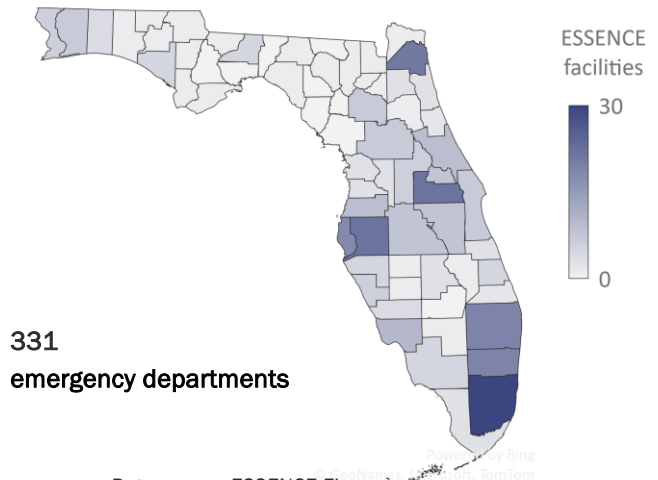 ESSENCE
facilities
30
0
331
emergency departments
Powered by Bing
© GeoNames, Microsoft, TomTom